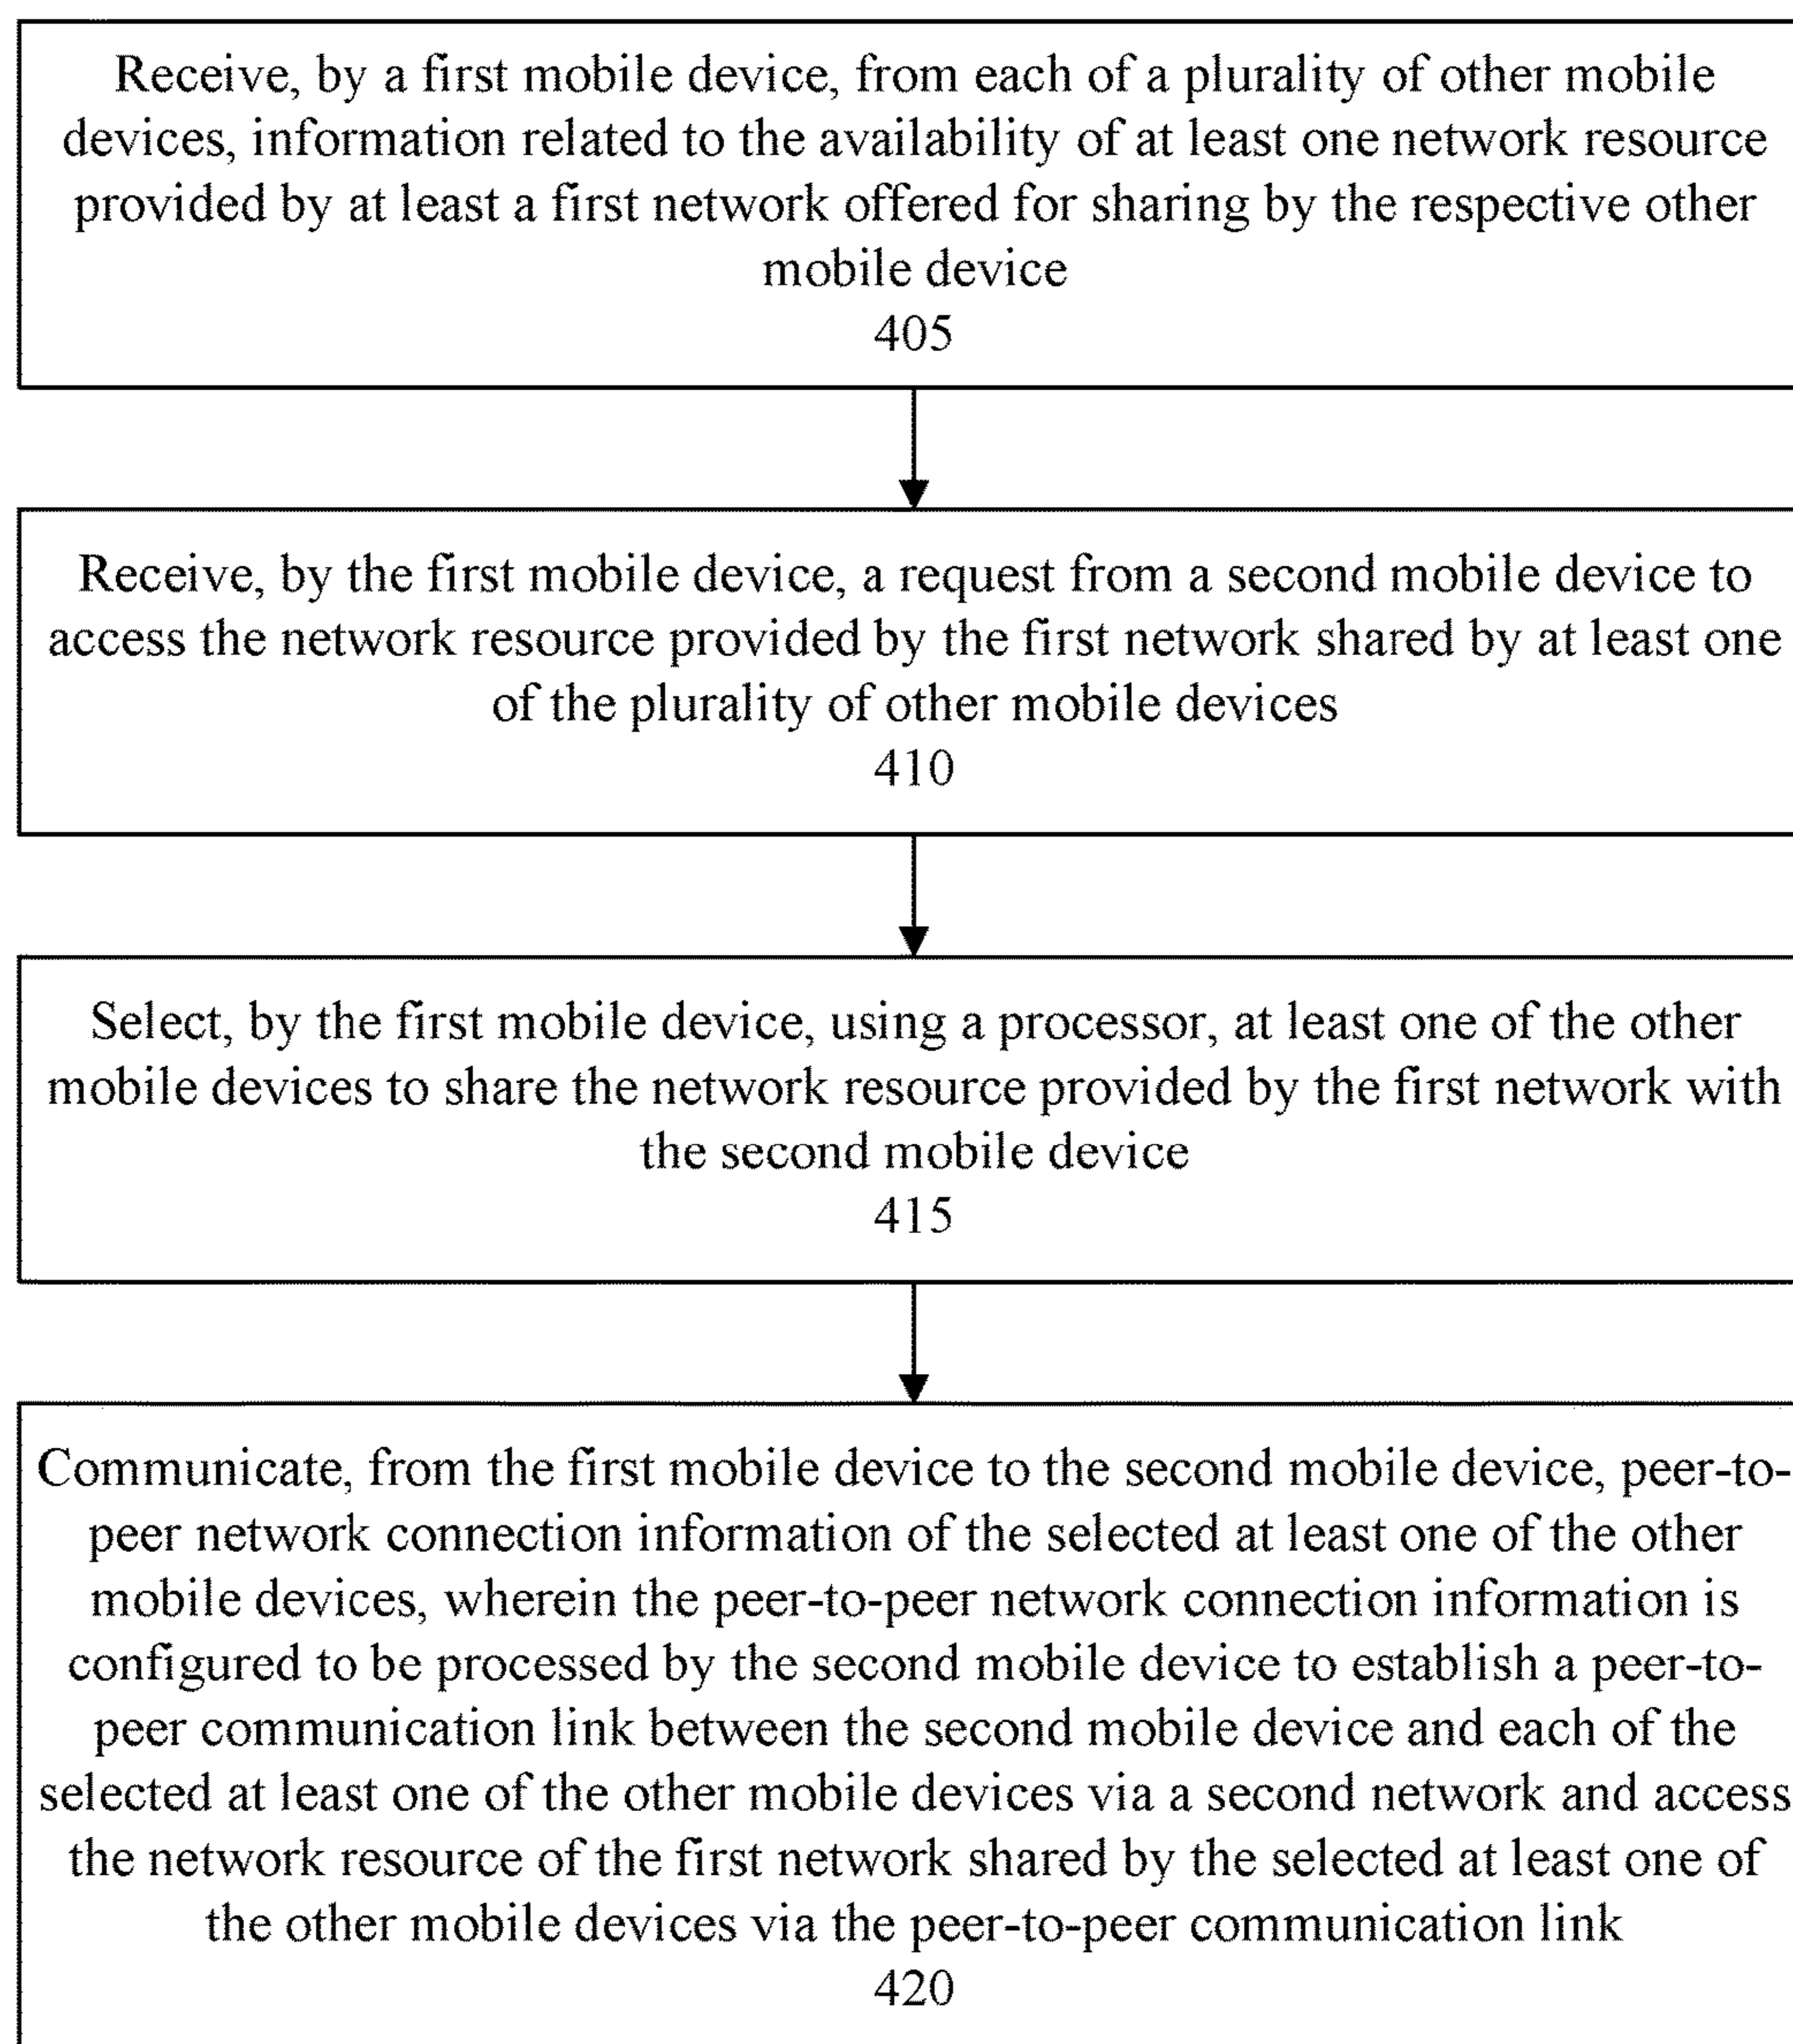 Receive, by a first mobile device, from each of a plurality of other mobile
devices, information related to the availability of at least one network resource
provided by at least a first network offered for sharing by the respective other
mobile device
405
Receive, by the first mobile device, a request from a second mobile device to
access the network resource provided by the first network shared by at least one
of the plurality of other mobile devices
410
Select, by the first mobile device, using a processor, at least one of the other
mobile devices to share the network resource provided by the first network with
the second mobile device
415
Communicate, from the first mobile device to the second mobile device, peer-to-
peer network connection information of the selected at least one of the other
mobile devices, wherein the peer-to-peer network connection information is
configured to be processed by the second mobile device to establish a peer-to-
peer communication link between the second mobile device and each of the
selected at least one of the other mobile devices via a second network and access
the network resource of the first network shared by the selected at least one of
the other mobile devices via the peer-to-peer communication link
420